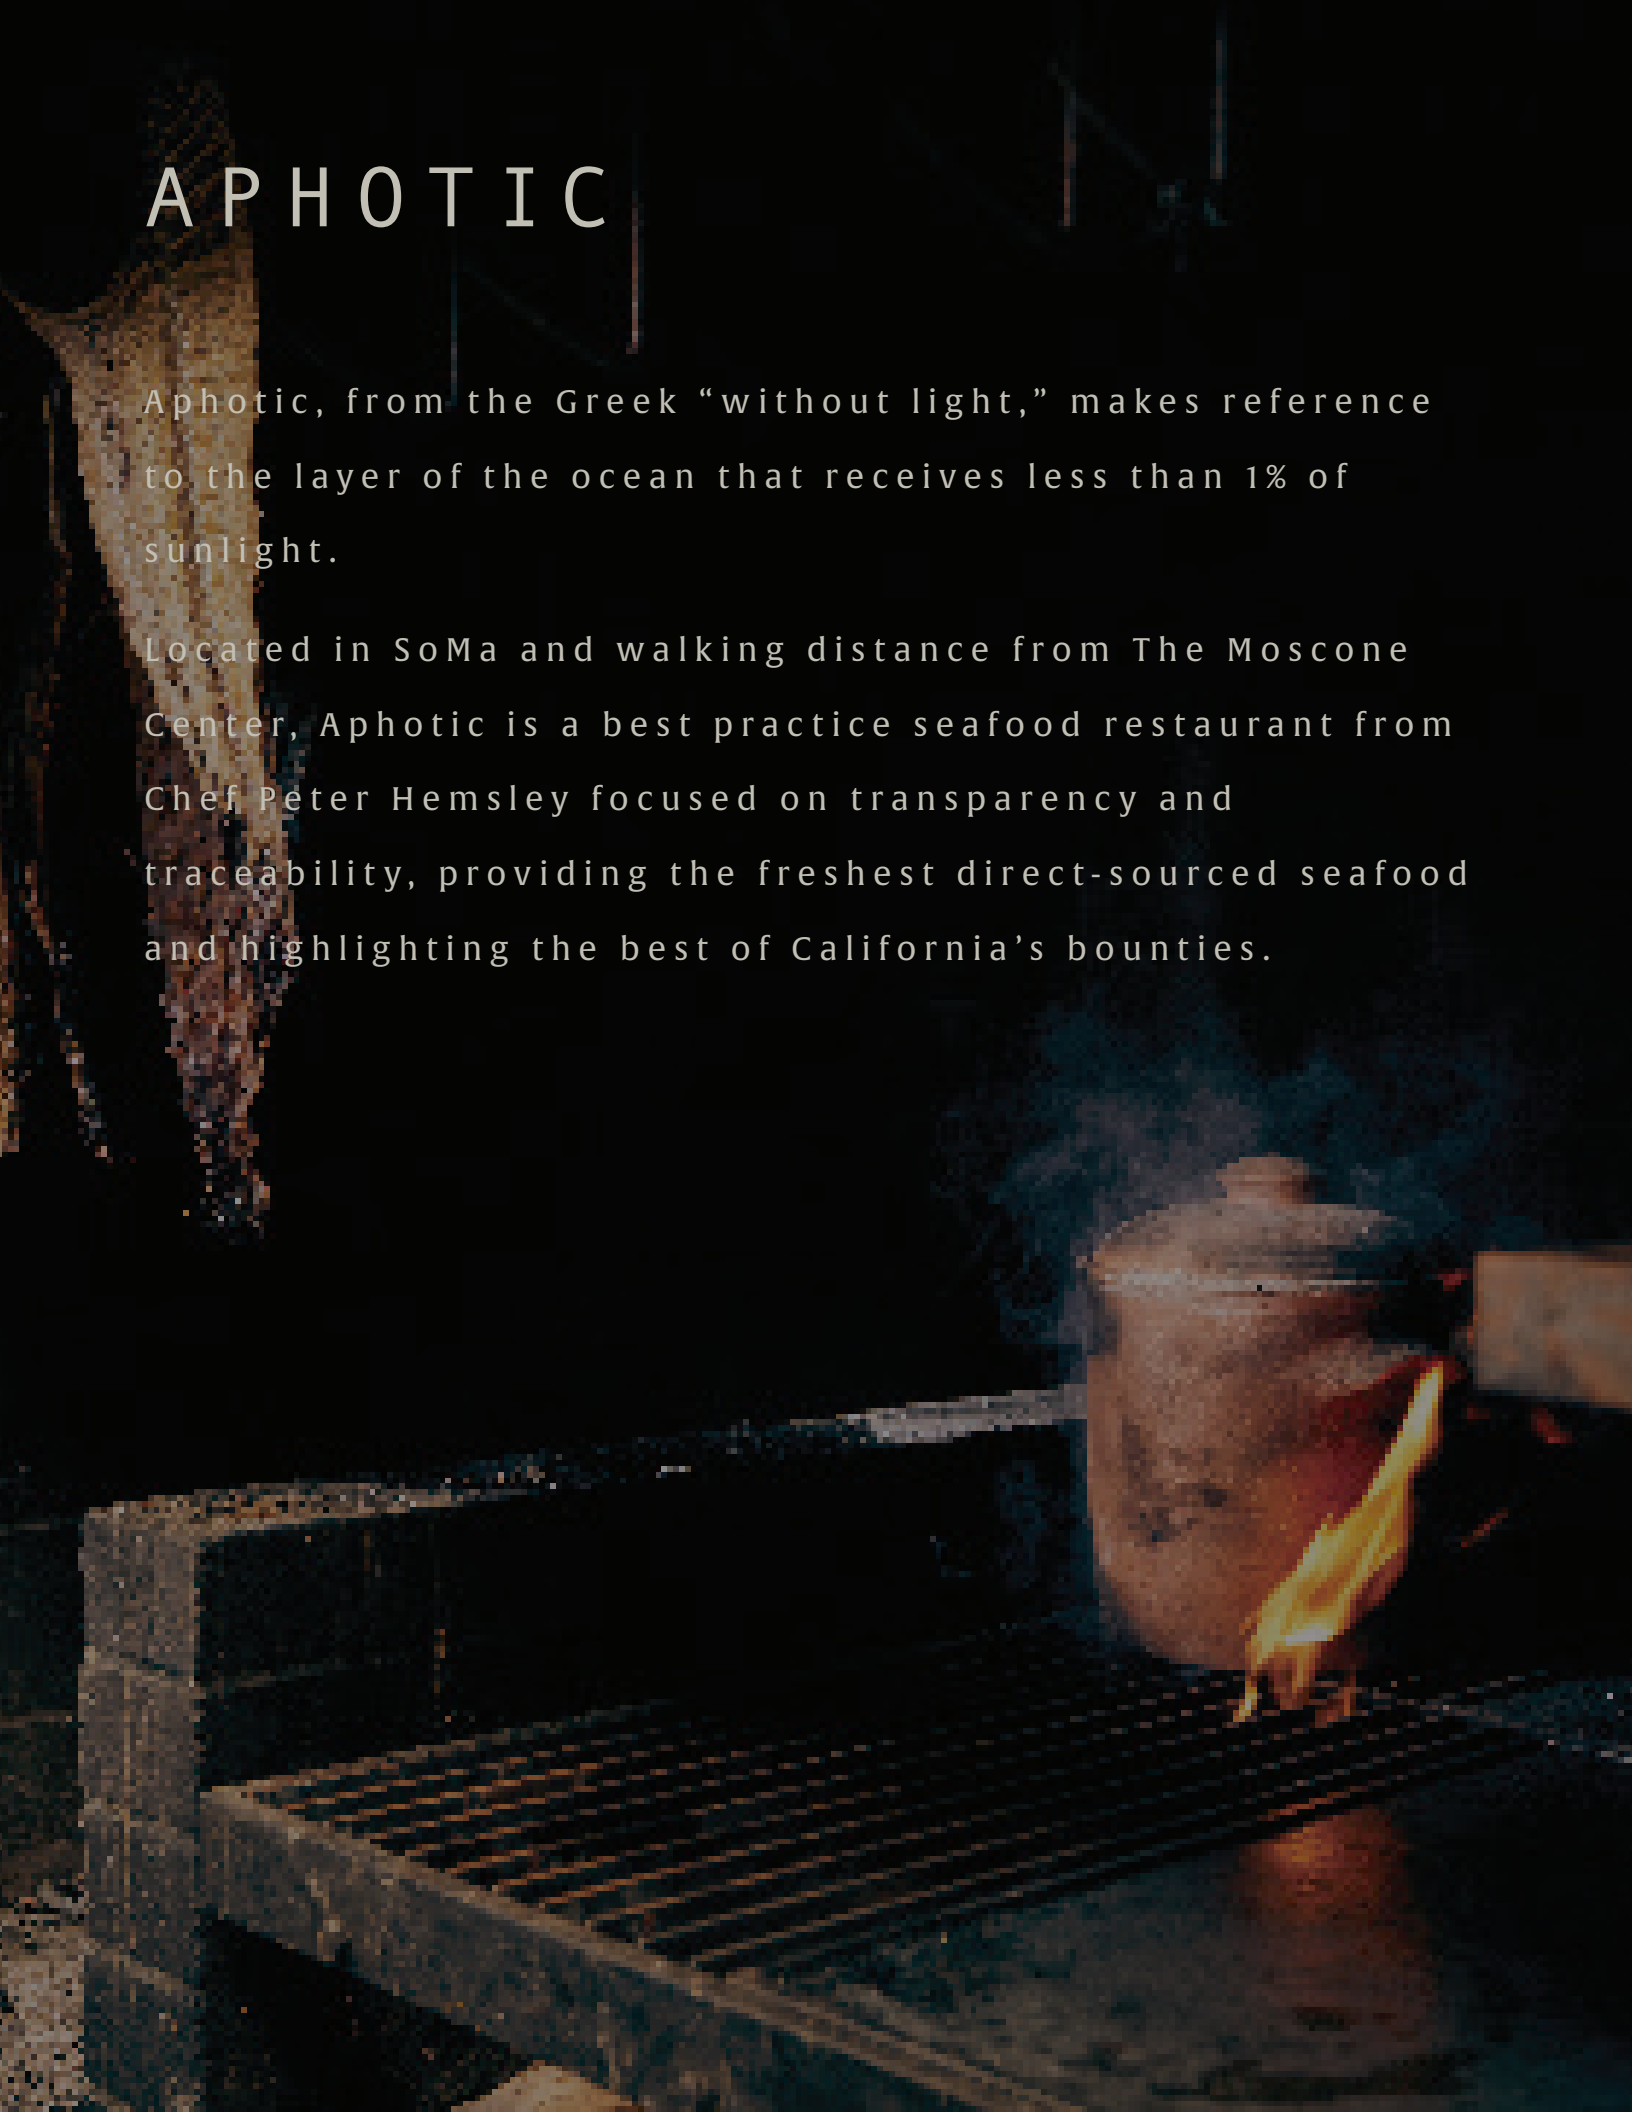 APHOTIC
Aphotic, from the Greek “without light,” makes reference
to the layer of the ocean that receives less than 1% of
sunlight.
Located in SoMa and walking distance from The Moscone
Center, Aphotic is a best practice seafood restaurant from
Chef Peter Hemsley focused on transparency and
traceability, providing the freshest direct-sourced seafood
and highlighting the best of California’s bounties.